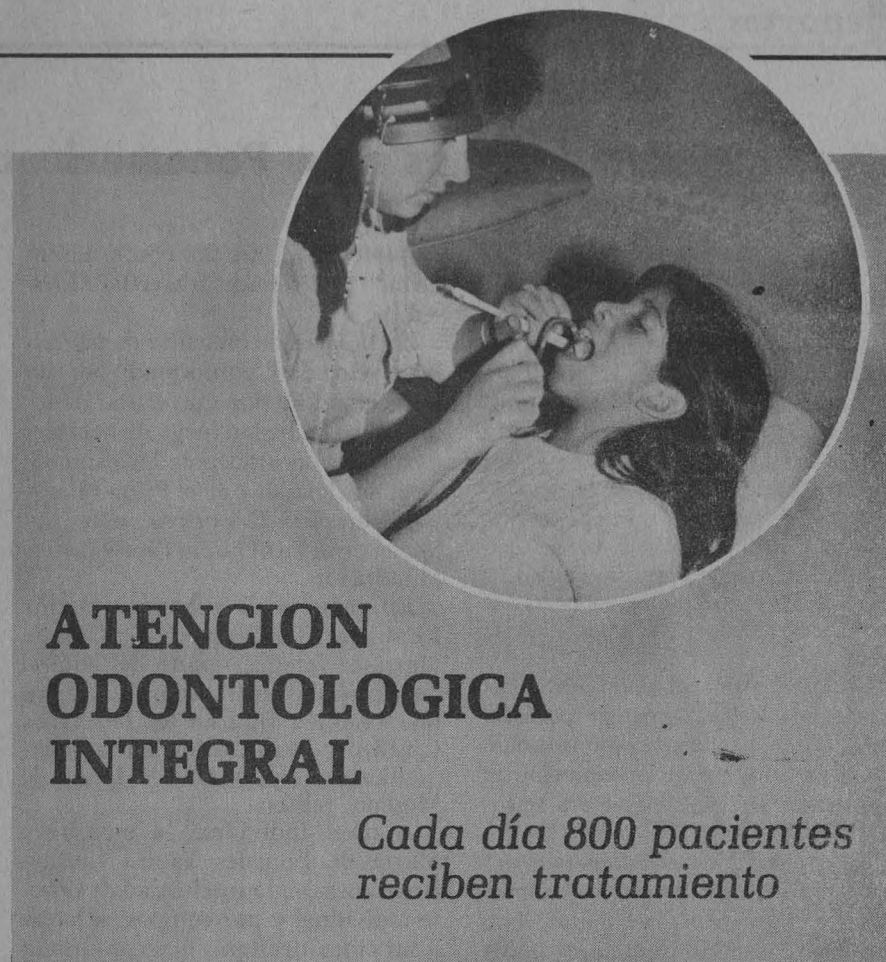 ATENCION
ODONTOLOGICA
INTEGRAL
Cada día 800 pacientes
reciben tratamiento